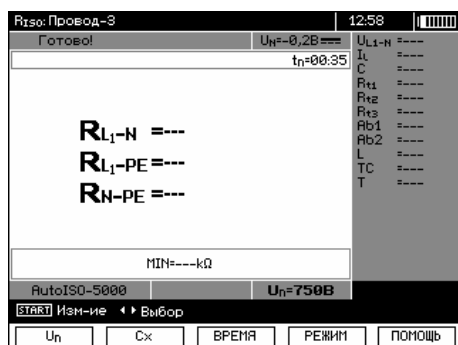 RISO: Провод-3 12:58
Готово! UN=-0,2В
tn=00:35
RL1-N =---
RL1-PE=---
RN-PE =---
MIN=---kΩ
UL1-N =---
IL =---
C =---
Rt1 =---
Rt2 =---
Rt3 =---
Ab1 =---
Ab2 =---
L =---
TC =---
T =---
AutoISO-5000 Un=750В
START Изм-ие Выбор
Un Cx ВРЕМЯ РЕЖИМ ПОМОЩЬ